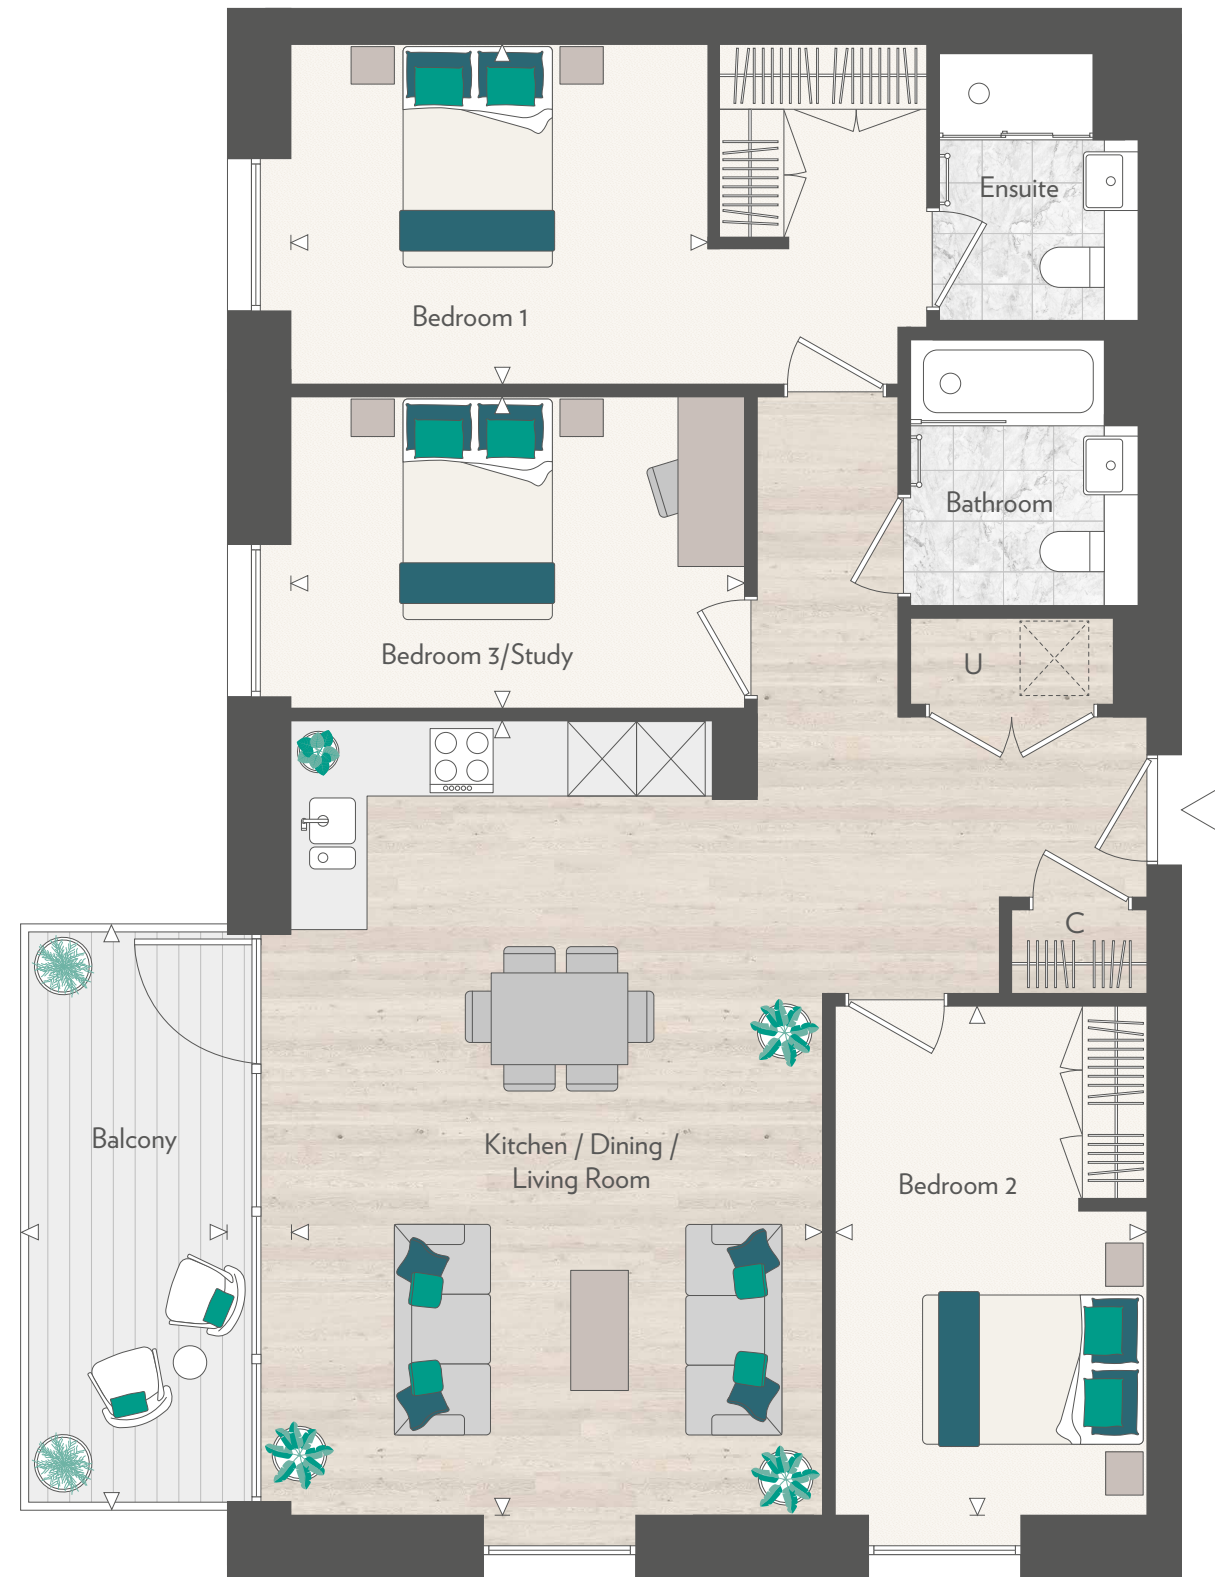 Ensuite
Bedroom 1
Bathroom
Bedroom 3/Study
U
C
Balcony
Kitchen / Dining /
Living Room
Bedroom 2